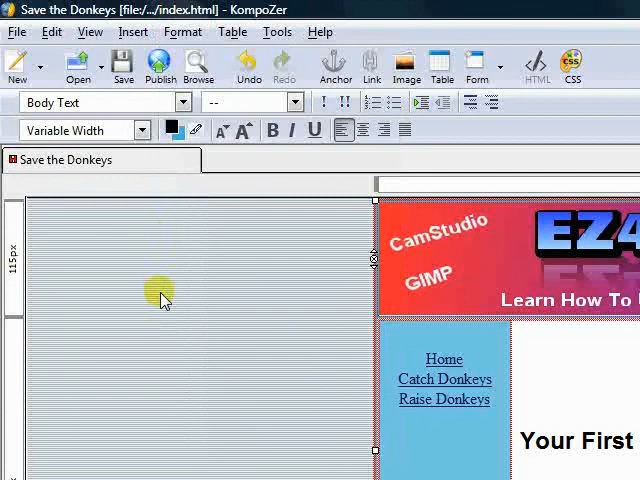 Save the Donkeys [file:/.../index.html] - KompoZer
File Edit View Insert Format Table Tools Help
New Open Save Publish Browse Undo Redo Anchor Link Image Table Form HTML CSS
Body Text -- ! !!
Variable Width A A B I U
Save the Donkeys
115px
CamStudio
EZ4
GIMP
Learn How To
Home
Catch Donkeys
Raise Donkeys
Your First